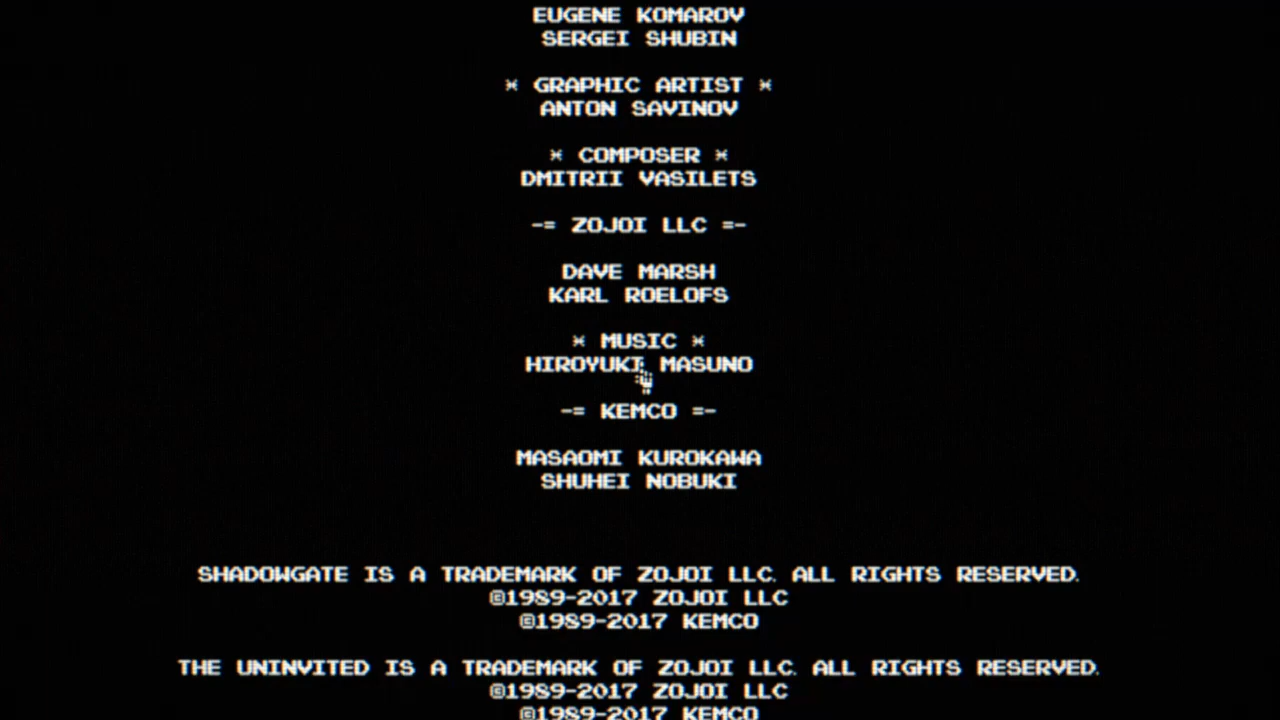 EUGENE KOMAROV
SERGEI SHUBIN
* GRAPHIC ARTIST *
ANTON SAVINOV
* COMPOSER *
DMITRII VASILETS
-= ZOJOI LLC =-
DAVE MARSH
KARL ROELOFS
* MUSIC *
HIROYUKI MASUNO
-= KEMCO =-
MASAOMI KUROKAWA
SHUHEI NOBUKI
SHADOWGATE IS A TRADEMARK OF ZOJOI LLC. ALL RIGHTS RESERVED.
©1989-2017 ZOJOI LLC
©1989-2017 KEMCO
THE UNINVITED IS A TRADEMARK OF ZOJOI LLC. ALL RIGHTS RESERVED.
©1989-2017 ZOJOI LLC
©1989-2017 KEMCO